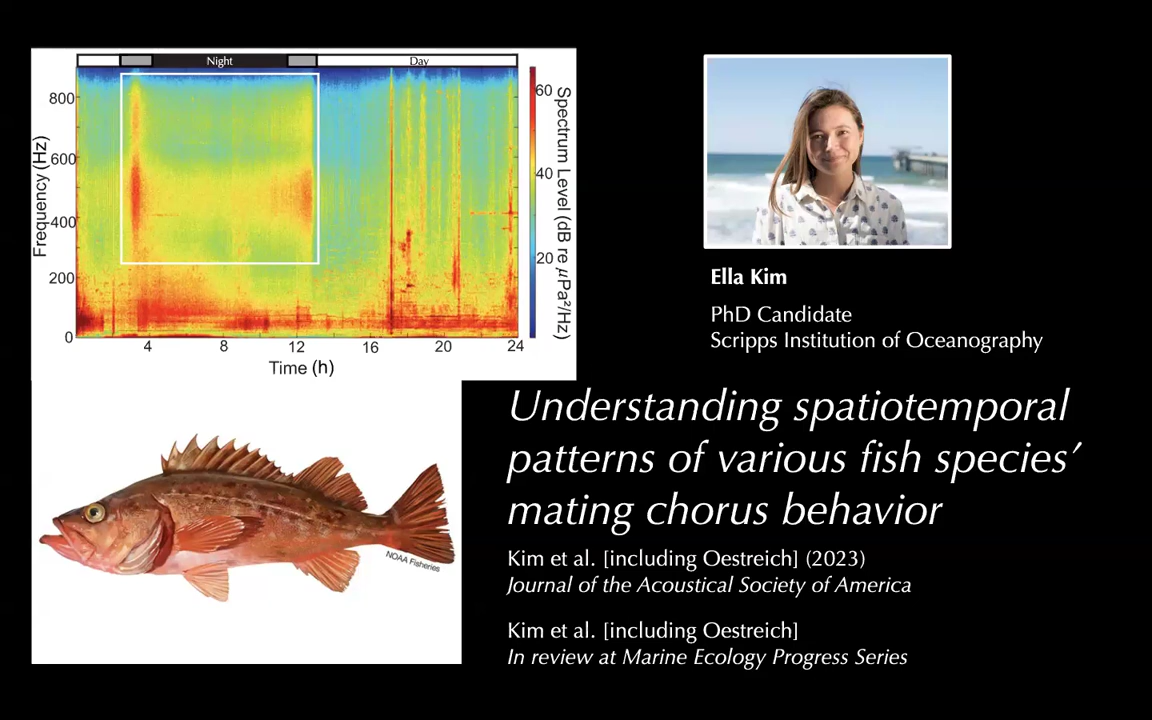 Night
Day
800
600
400
200
0
Frequency (Hz)
4
8
12
16
20
24
Time (h)
60
40
20
Spectrum Level (dB re µPa²/Hz)
NOAA Fisheries
Ella Kim
PhD Candidate
Scripps Institution of Oceanography
Understanding spatiotemporal
patterns of various fish species’
mating chorus behavior
Kim et al. [including Oestreich] (2023)
Journal of the Acoustical Society of America
Kim et al. [including Oestreich]
In review at Marine Ecology Progress Series